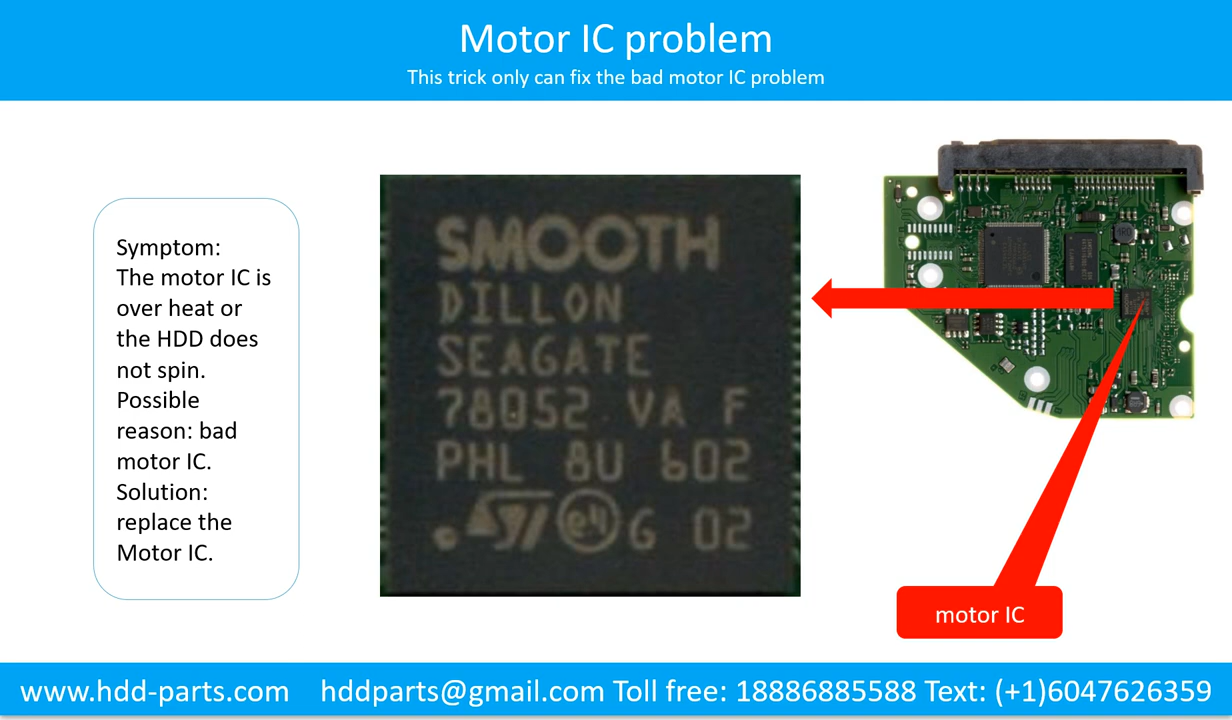 Motor IC problem
This trick only can fix the bad motor IC problem
Symptom:
The motor IC is
over heat or
the HDD does
not spin.
Possible
reason: bad
motor IC.
Solution:
replace the
Motor IC.
SMOOTH
DILLON
SEAGATE
78052 VA F
PHL 8U 602
ST e4 G 02
motor IC
www.hdd-parts.com hddparts@gmail.com Toll free: 18886885588 Text: (+1)6047626359